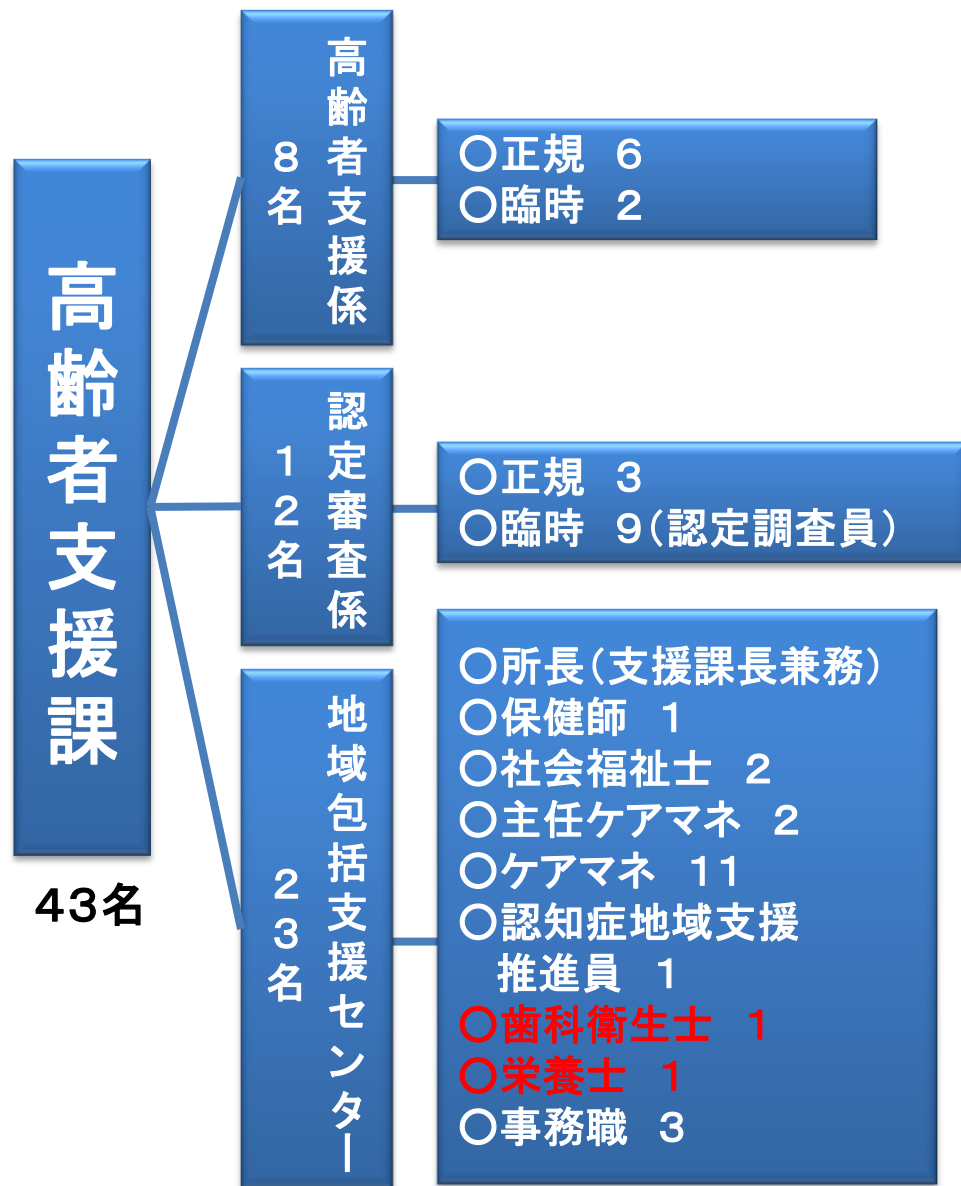 高齢者支援課
43名
高齢者支援係
8名
○正規　6
○臨時　2
認定審査係
12名
○正規　3
○臨時　9（認定調査員）
地域包括支援センター
23名
○所長（支援課長兼務）
○保健師　1
○社会福祉士　2
○主任ケアマネ　2
○ケアマネ　11
○認知症地域支援
推進員　1
○歯科衛生士　1
○栄養士　1
○事務職　3